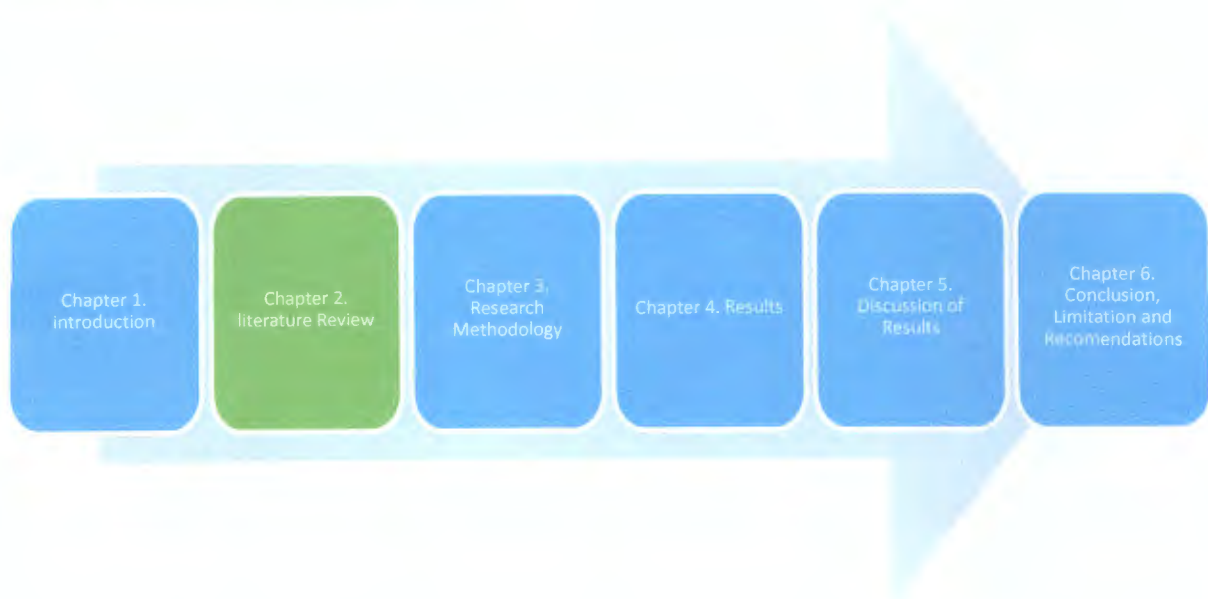 Chapter 1.
introduction
Chapter 2.
literature Review
Chapter 3.
Research
Methodology
Chapter 4. Results
Chapter 5.
Discussion of
Results
Chapter 6.
Conclusion,
Limitation and
Recomendations